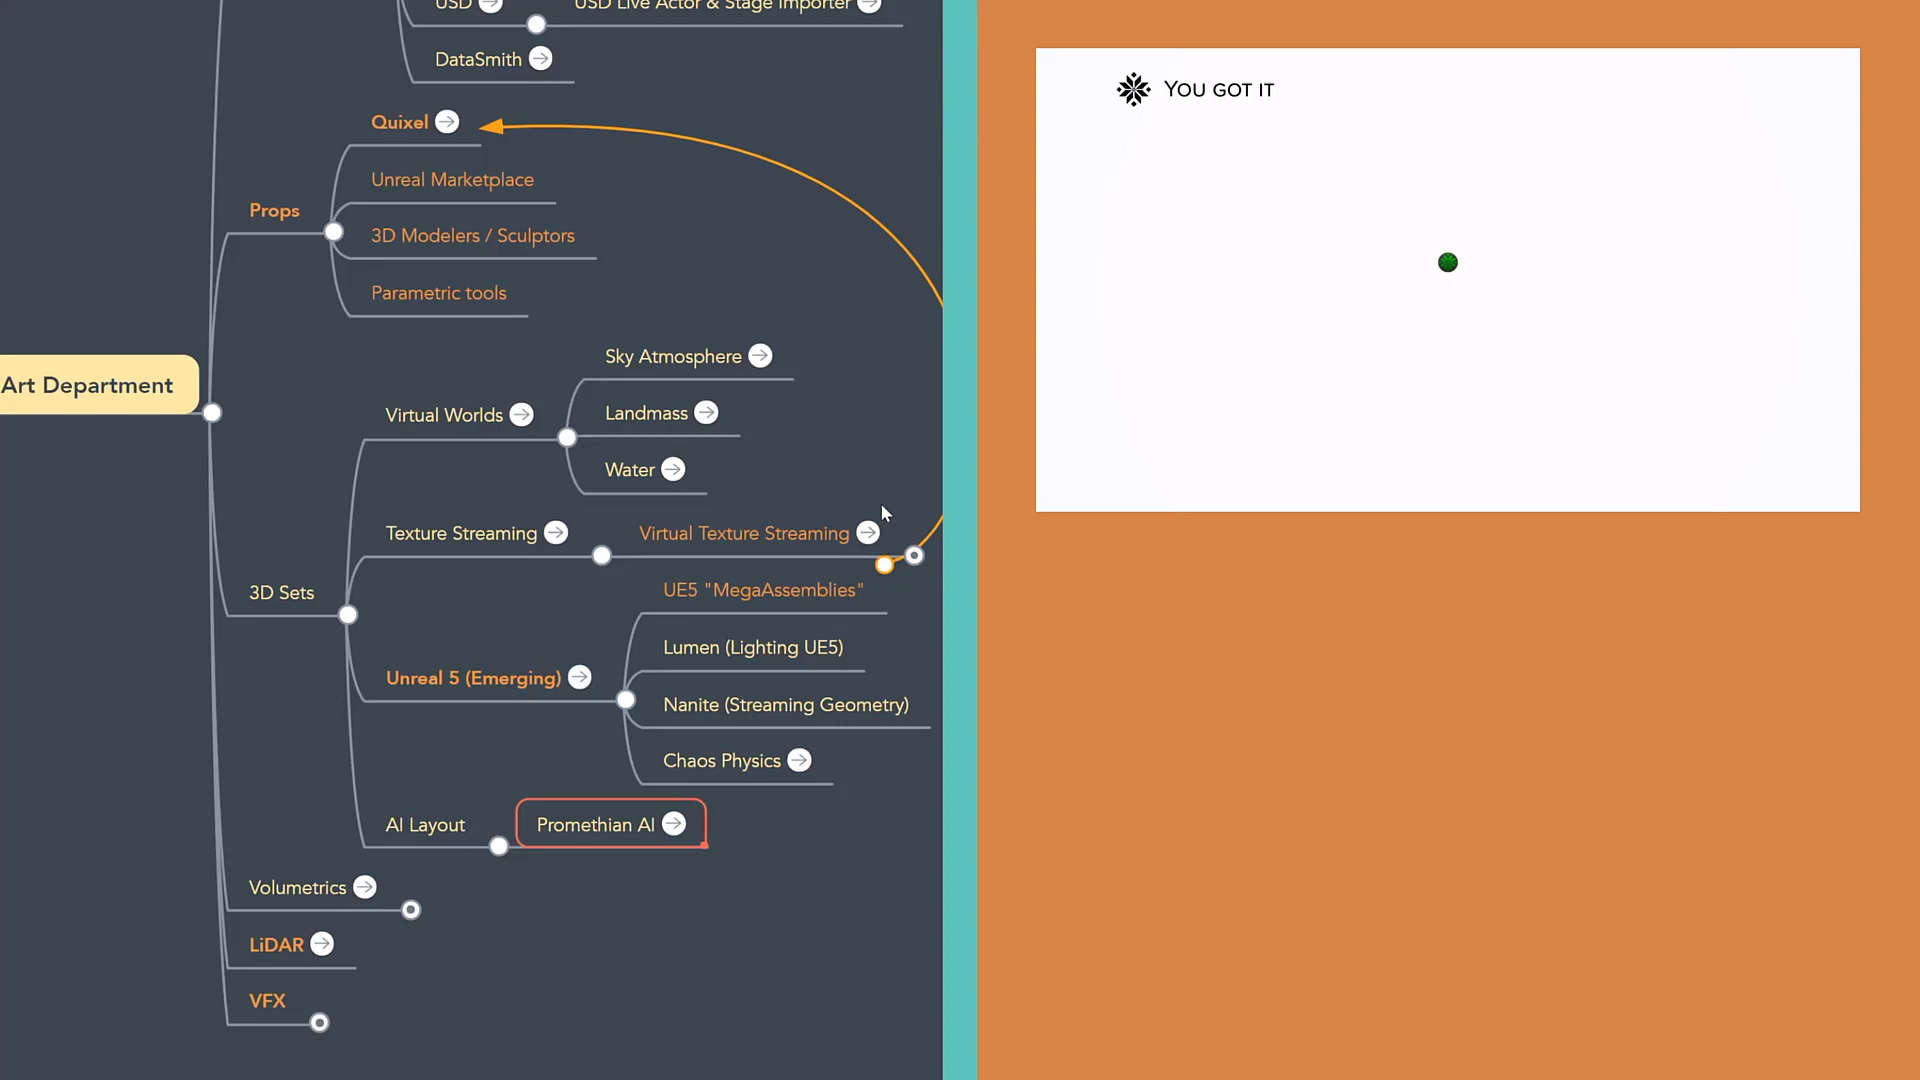 USD
USD Live Actor & Stage Importer
DataSmith
Quixel
Unreal Marketplace
Props
3D Modelers / Sculptors
Parametric tools
Art Department
Sky Atmosphere
Virtual Worlds
Landmass
Water
Texture Streaming
Virtual Texture Streaming
3D Sets
UE5 "MegaAssemblies"
Lumen (Lighting UE5)
Unreal 5 (Emerging)
Nanite (Streaming Geometry)
Chaos Physics
AI Layout
Promethian AI
Volumetrics
LiDAR
VFX
You got it